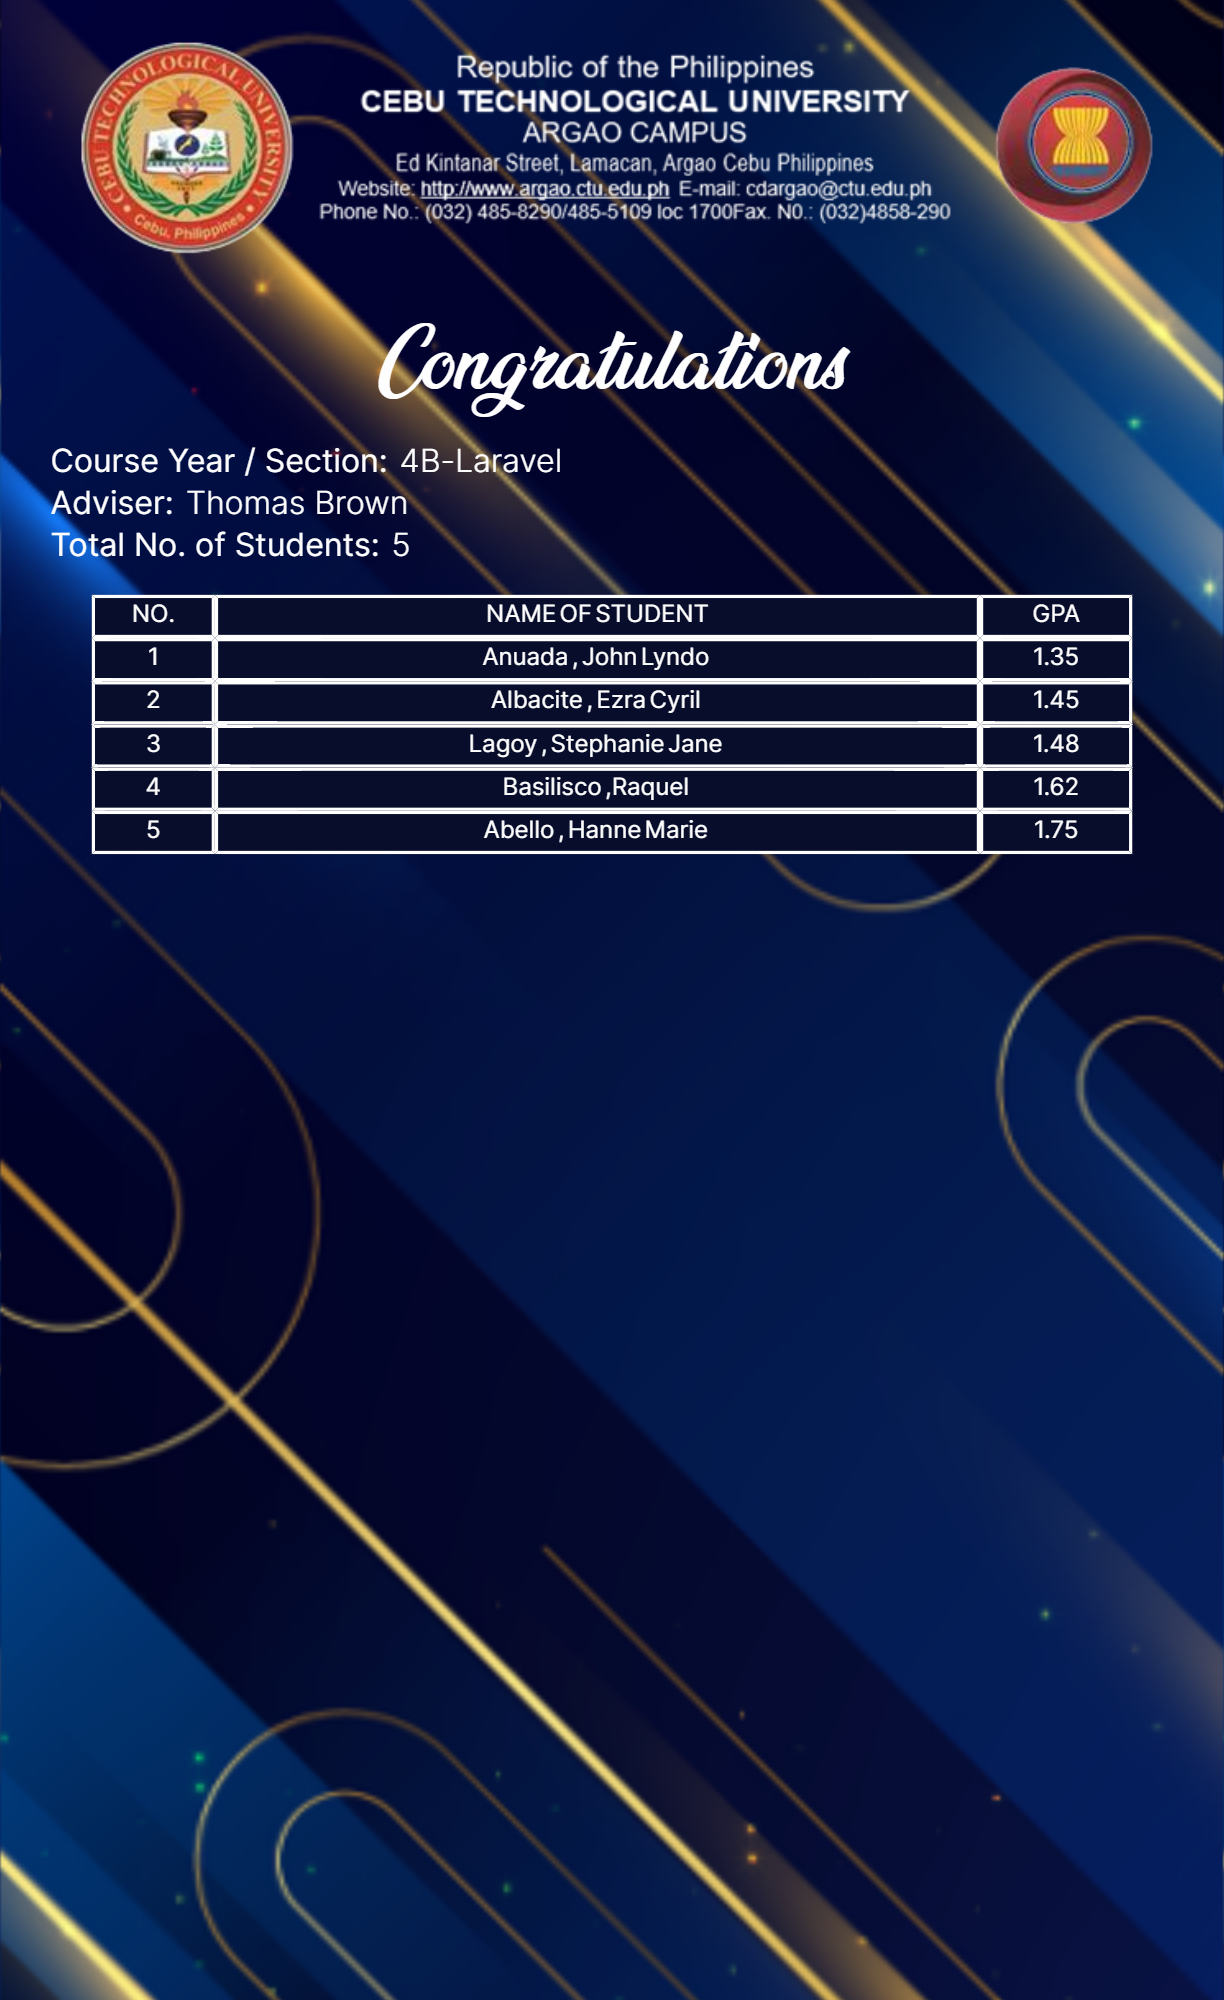 CEBU TECHNOLOGICAL UNIVERSITY
Cebu, Philippines
Republic of the Philippines
CEBU TECHNOLOGICAL UNIVERSITY
ARGAO CAMPUS
Ed Kintanar Street, Lamacan, Argao Cebu Philippines
Website: http://www.argao.ctu.edu.ph E-mail: cdargao@ctu.edu.ph
Phone No.: (032) 485-8290/485-5109 loc 1700Fax. N0.: (032)4858-290
Congratulations
Course Year / Section: 4B-Laravel
Adviser: Thomas Brown
Total No. of Students: 5
NO. NAME OF STUDENT GPA
1 Anuada , John Lyndo 1.35
2 Albacite , Ezra Cyril 1.45
3 Lagoy , Stephanie Jane 1.48
4 Basilisco ,Raquel 1.62
5 Abello , Hanne Marie 1.75